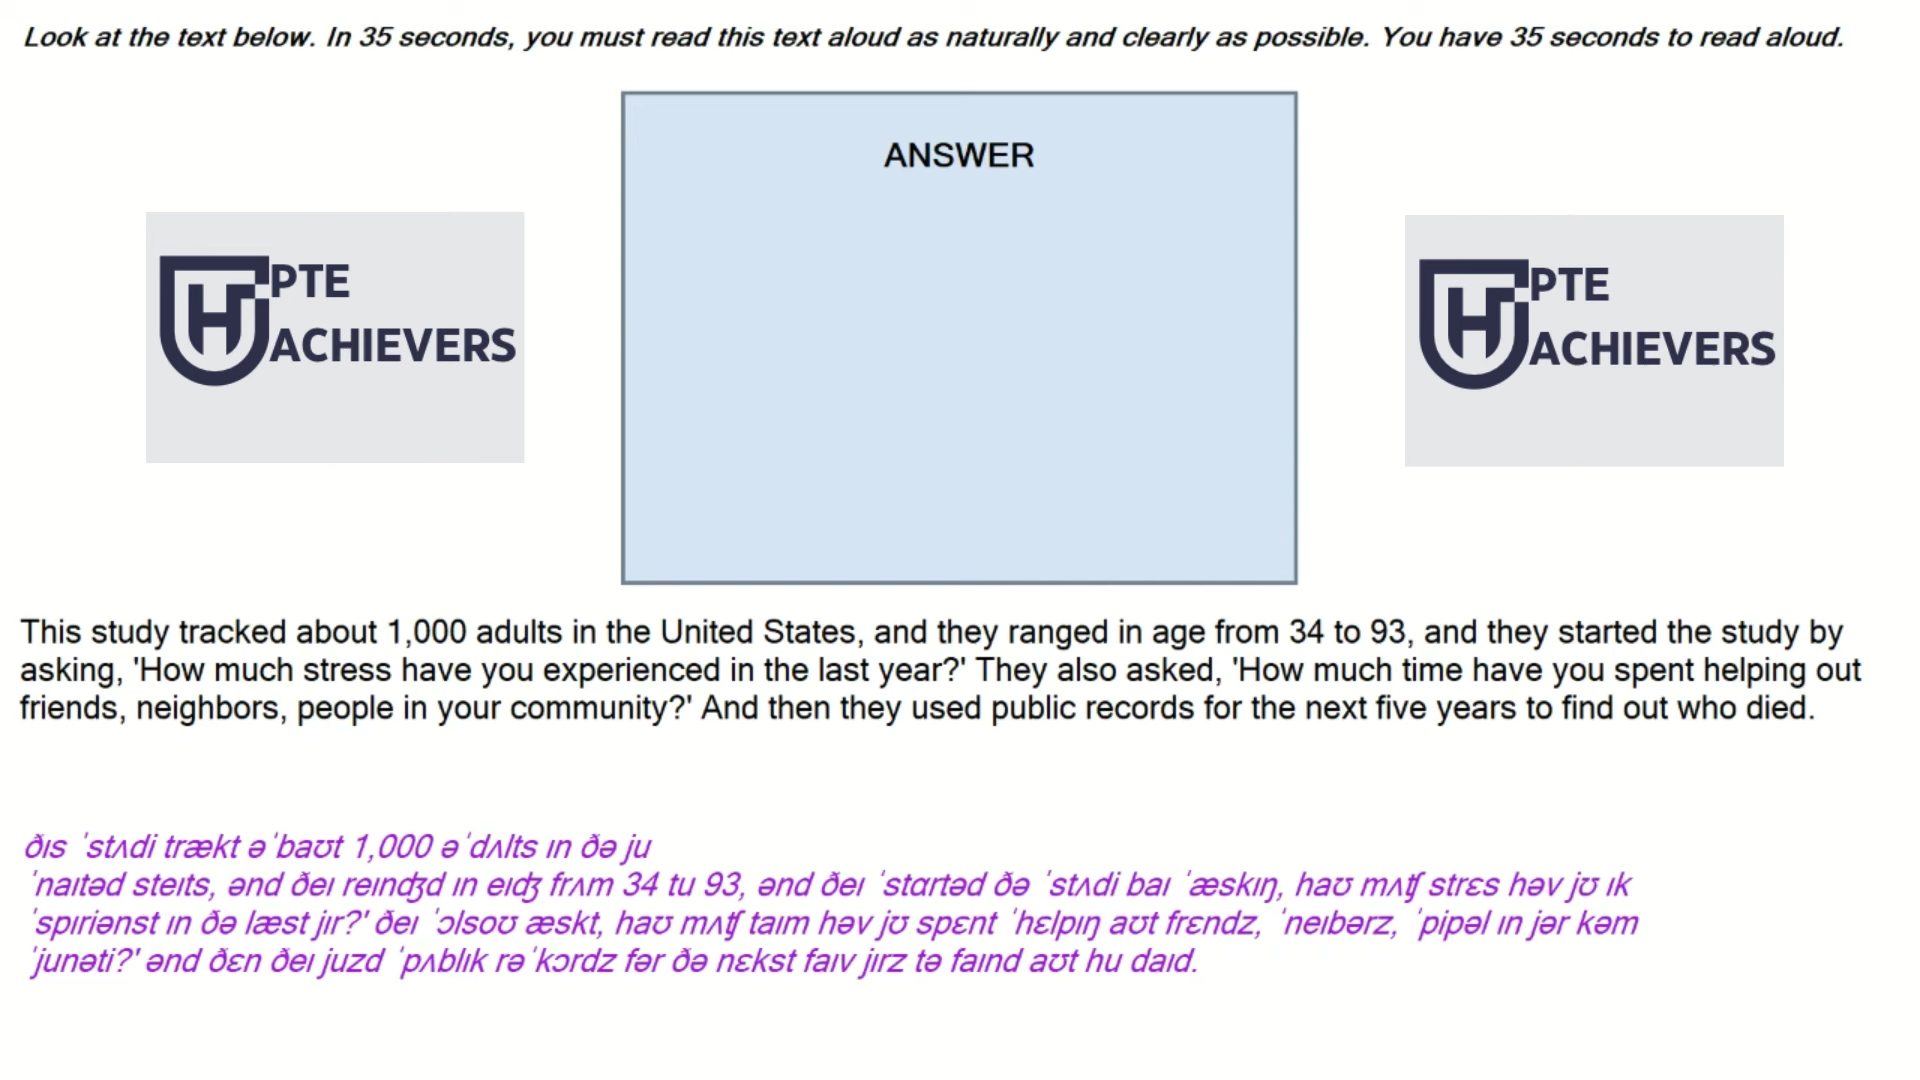 Look at the text below. In 35 seconds, you must read this text aloud as naturally and clearly as possible. You have 35 seconds to read aloud.
ANSWER
PTE
ACHIEVERS
PTE
ACHIEVERS
This study tracked about 1,000 adults in the United States, and they ranged in age from 34 to 93, and they started the study by
asking, 'How much stress have you experienced in the last year?' They also asked, 'How much time have you spent helping out
friends, neighbors, people in your community?' And then they used public records for the next five years to find out who died.
ðɪs ˈstʌdi trækt əˈbaʊt 1,000 əˈdʌlts ɪn ðə ju
ˈnaɪtəd steɪts, ənd ðeɪ reɪnʤd ɪn eɪʤ frʌm 34 tu 93, ənd ðeɪ ˈstɑrtəd ðə ˈstʌdi baɪ ˈæskɪŋ, haʊ mʌʧ strɛs həv jʊ ɪk
ˈspɪriənst ɪn ðə læst jɪr?' ðeɪ ˈɔlsoʊ æskt, haʊ mʌʧ taɪm həv jʊ spɛnt ˈhɛlpɪŋ aʊt frɛndz, ˈneɪbərz, ˈpipəl ɪn jər kəm
ˈjunəti?' ənd ðɛn ðeɪ juzd ˈpʌblɪk rəˈkɔrdz fər ðə nɛkst faɪv jɪrz tə faɪnd aʊt hu daɪd.